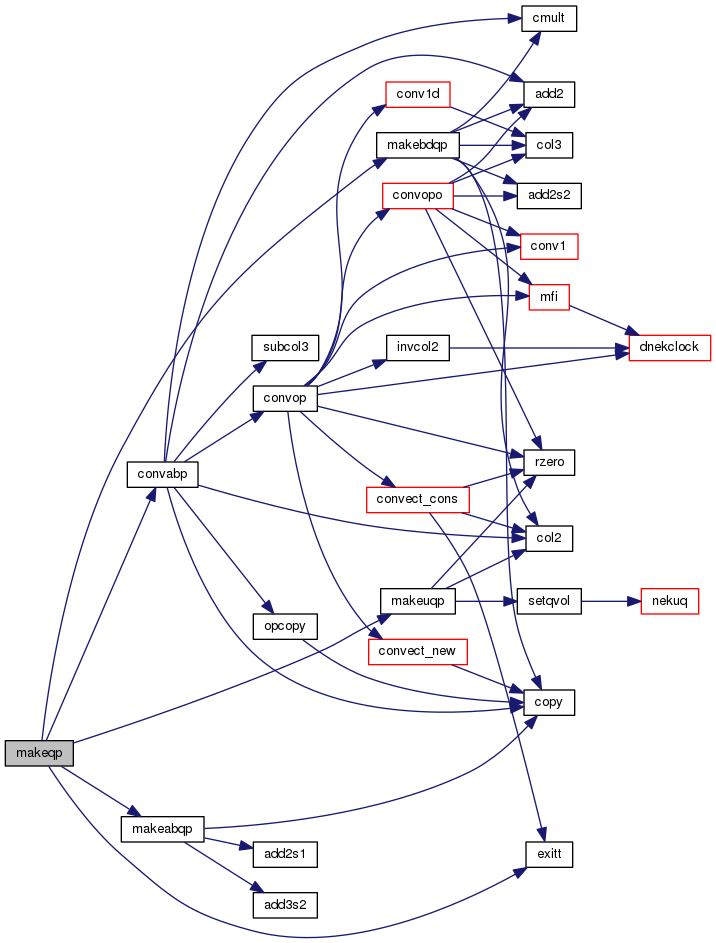 cmult
conv1d
add2
makebdqp
col3
convopo
add2s2
conv1
mfi
subcol3
invcol2
dnekclock
convop
convabp
rzero
convect_cons
col2
makeuqp
setqvol
nekuq
opcopy
convect_new
copy
makeqp
makeabqp
add2s1
exitt
add3s2